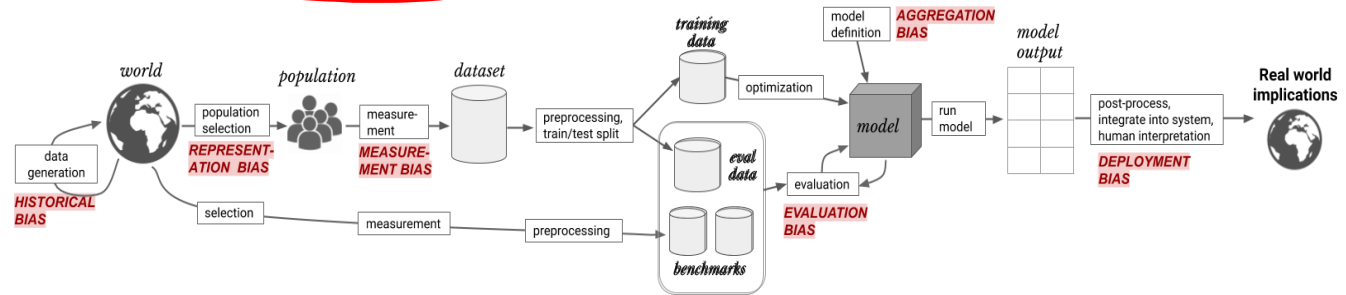 world
data
generation
HISTORICAL
BIAS
population
selection
REPRESENT-
ATION BIAS
population
measure-
ment
MEASURE-
MENT BIAS
dataset
preprocessing,
train/test split
selection
measurement
preprocessing
training
data
optimization
eval
data
benchmarks
model
definition
AGGREGATION
BIAS
model
evaluation
EVALUATION
BIAS
run
model
model
output
post-process,
integrate into system,
human interpretation
DEPLOYMENT
BIAS
Real world
implications